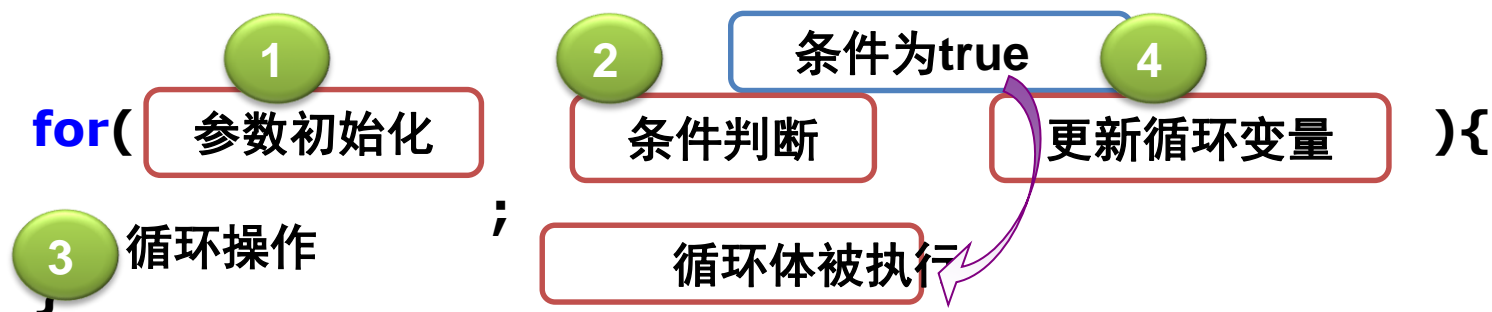 1 2 条件为true 4
for( 参数初始化 条件判断 更新循环变量 ){
;
3 循环操作
循环体被执行
}